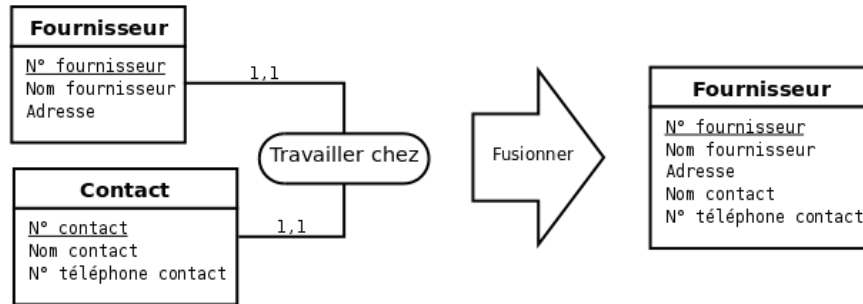 Fournisseur
N° fournisseur
Nom fournisseur
Adresse
1,1
Travailler chez
Contact
N° contact
Nom contact
N° téléphone contact
1,1
Fusionner
Fournisseur
N° fournisseur
Nom fournisseur
Adresse
Nom contact
N° téléphone contact